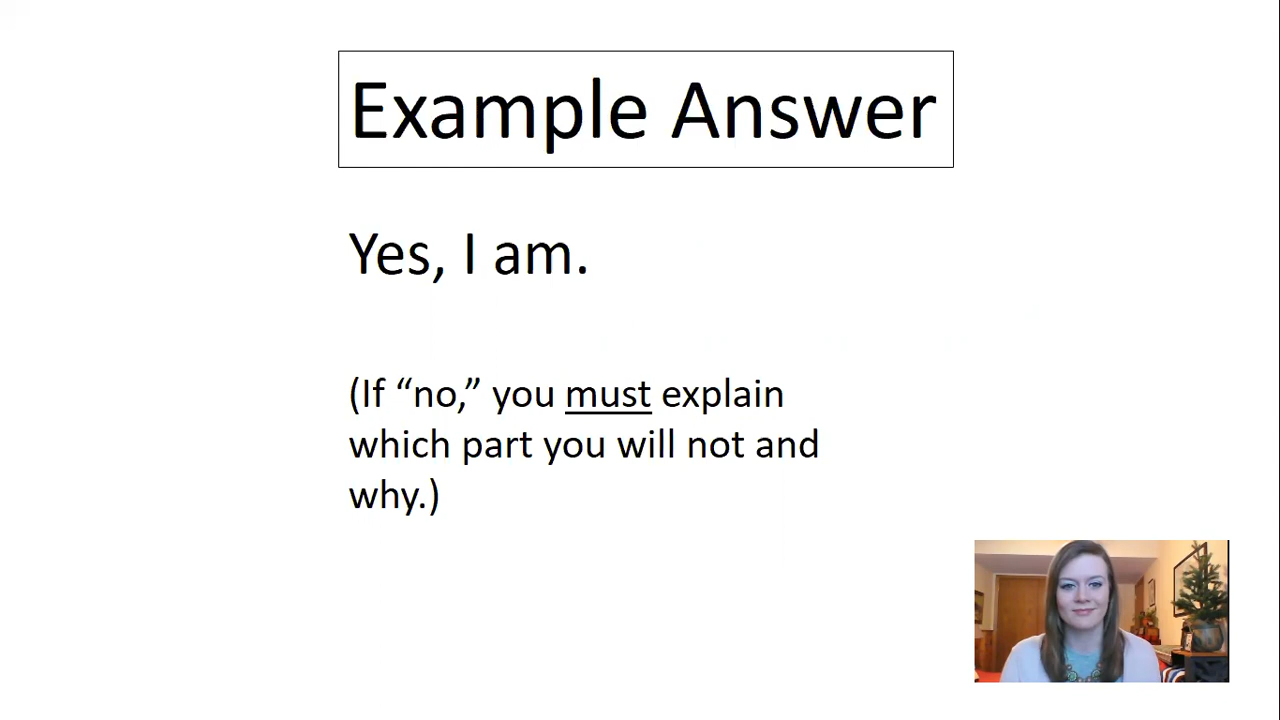 Example Answer
Yes, I am.
(If “no,” you must explain
which part you will not and
why.)